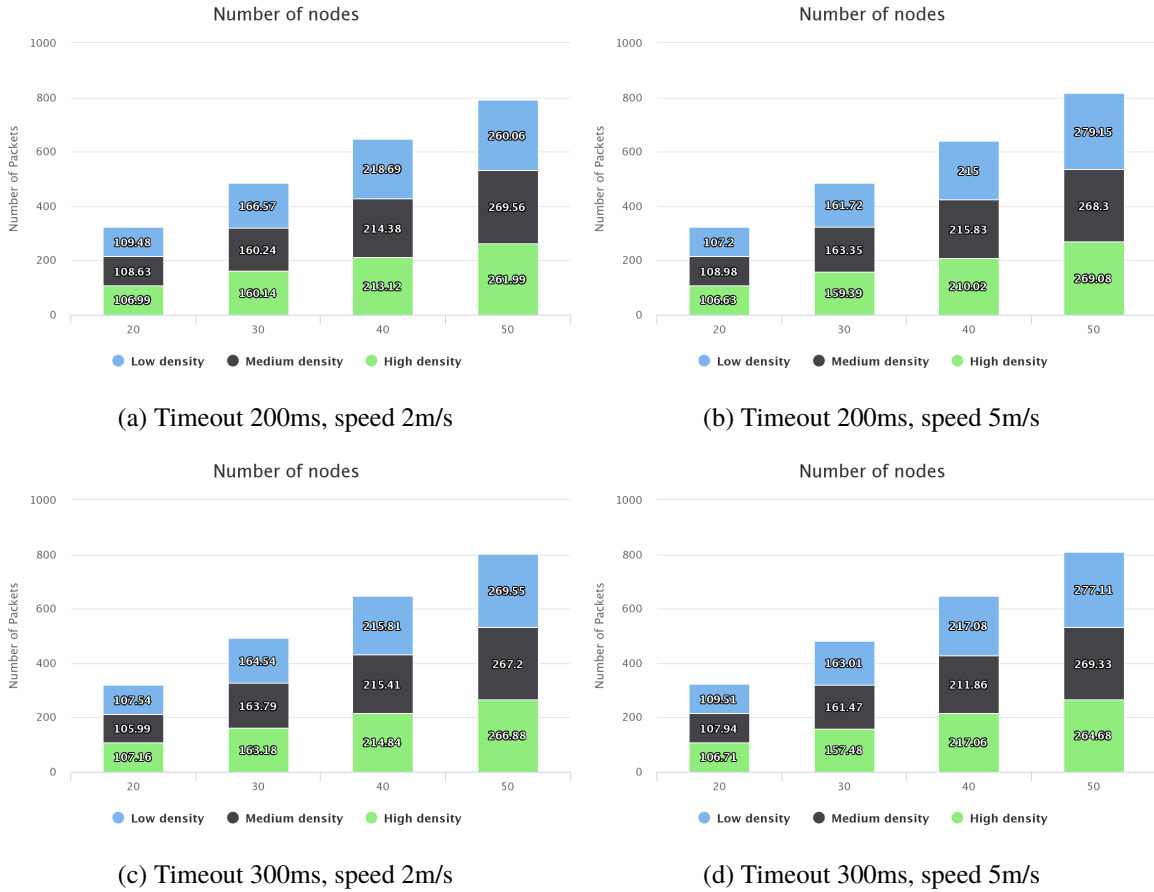 Number of nodes
Number of Packets
1000
800
600
400
200
0
109.48 166.57 218.69 260.06
108.63 160.24 214.38 269.56
106.99 160.14 213.12 261.99
20 30 40 50
Low density Medium density High density
(a) Timeout 200ms, speed 2m/s
Number of nodes
Number of Packets
1000
800
600
400
200
0
107.2 161.72 215 279.15
108.98 163.35 215.83 268.3
106.63 159.39 210.02 269.08
20 30 40 50
Low density Medium density High density
(b) Timeout 200ms, speed 5m/s
Number of nodes
Number of Packets
1000
800
600
400
200
0
107.54 164.54 215.81 269.55
105.99 163.79 215.41 267.2
107.16 163.18 214.84 266.88
20 30 40 50
Low density Medium density High density
(c) Timeout 300ms, speed 2m/s
Number of nodes
Number of Packets
1000
800
600
400
200
0
109.51 163.01 217.08 277.11
107.94 161.47 211.86 269.33
106.71 157.48 217.06 264.68
20 30 40 50
Low density Medium density High density
(d) Timeout 300ms, speed 5m/s